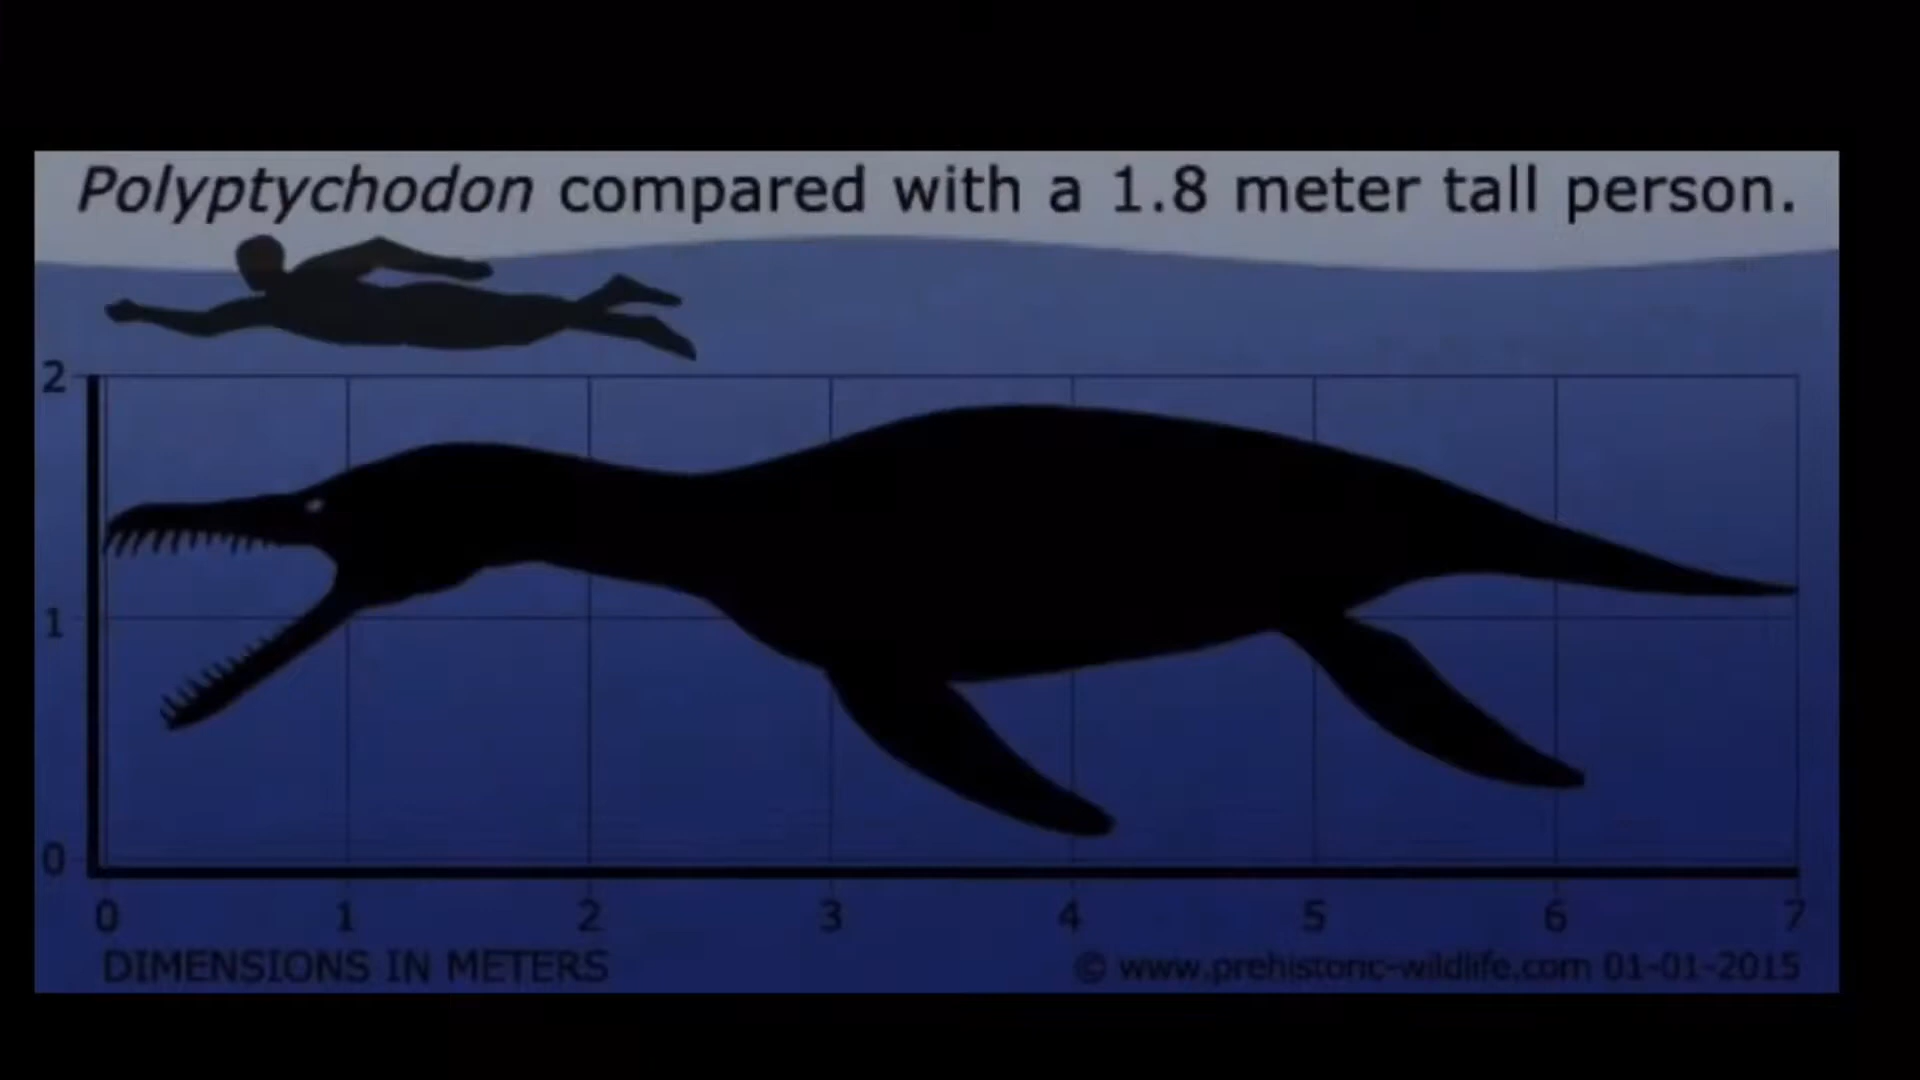 Polyptychodon compared with a 1.8 meter tall person.
2
1
0
0 1 2 3 4 5 6 7
DIMENSIONS IN METERS
© www.prehistoric-wildlife.com 01-01-2015